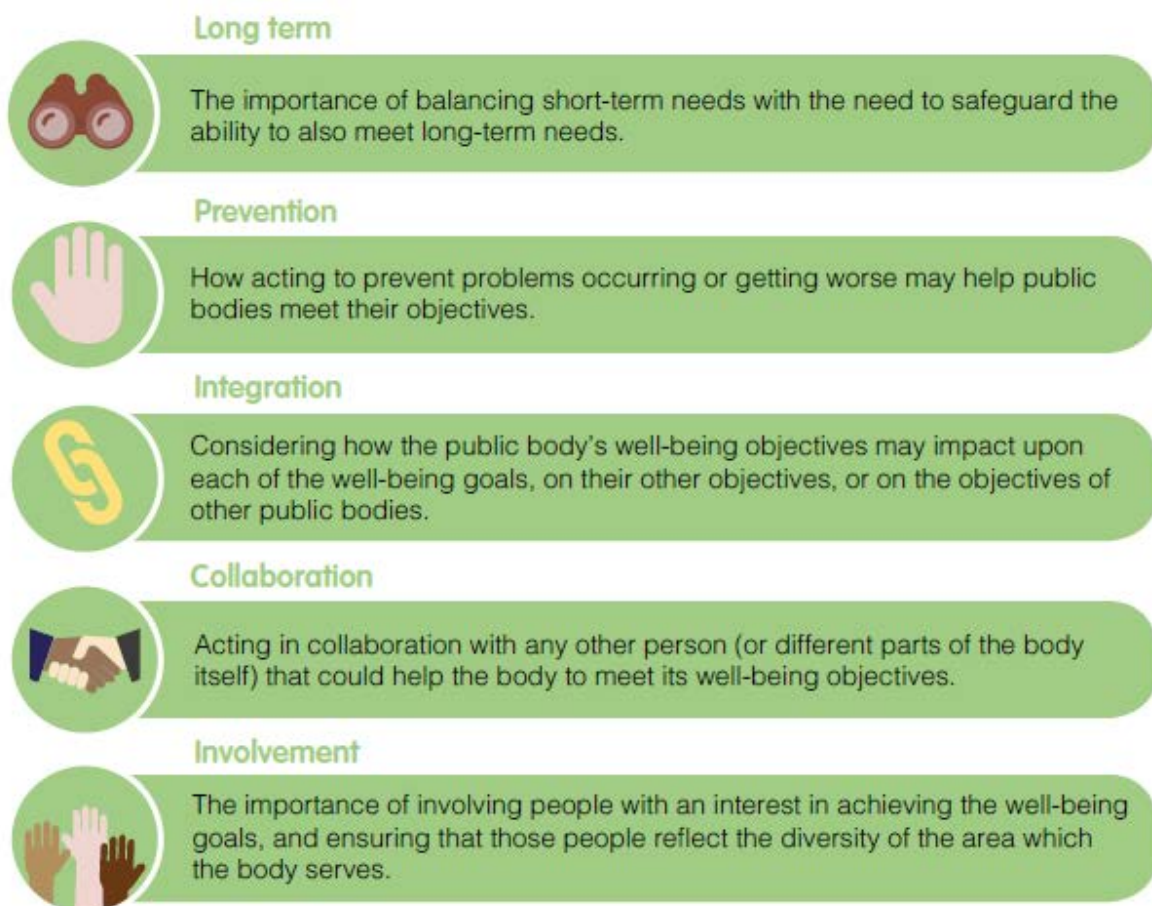 Long term
The importance of balancing short-term needs with the need to safeguard the
ability to also meet long-term needs.
Prevention
How acting to prevent problems occurring or getting worse may help public
bodies meet their objectives.
Integration
Considering how the public body's well-being objectives may impact upon
each of the well-being goals, on their other objectives, or on the objectives of
other public bodies.
Collaboration
Acting in collaboration with any other person (or different parts of the body
itself) that could help the body to meet its well-being objectives.
Involvement
The importance of involving people with an interest in achieving the well-being
goals, and ensuring that those people reflect the diversity of the area which
the body serves.